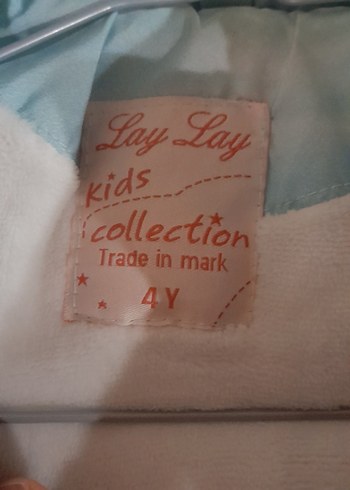 Lay Lay
kids
collection
Trade in mark
4Y